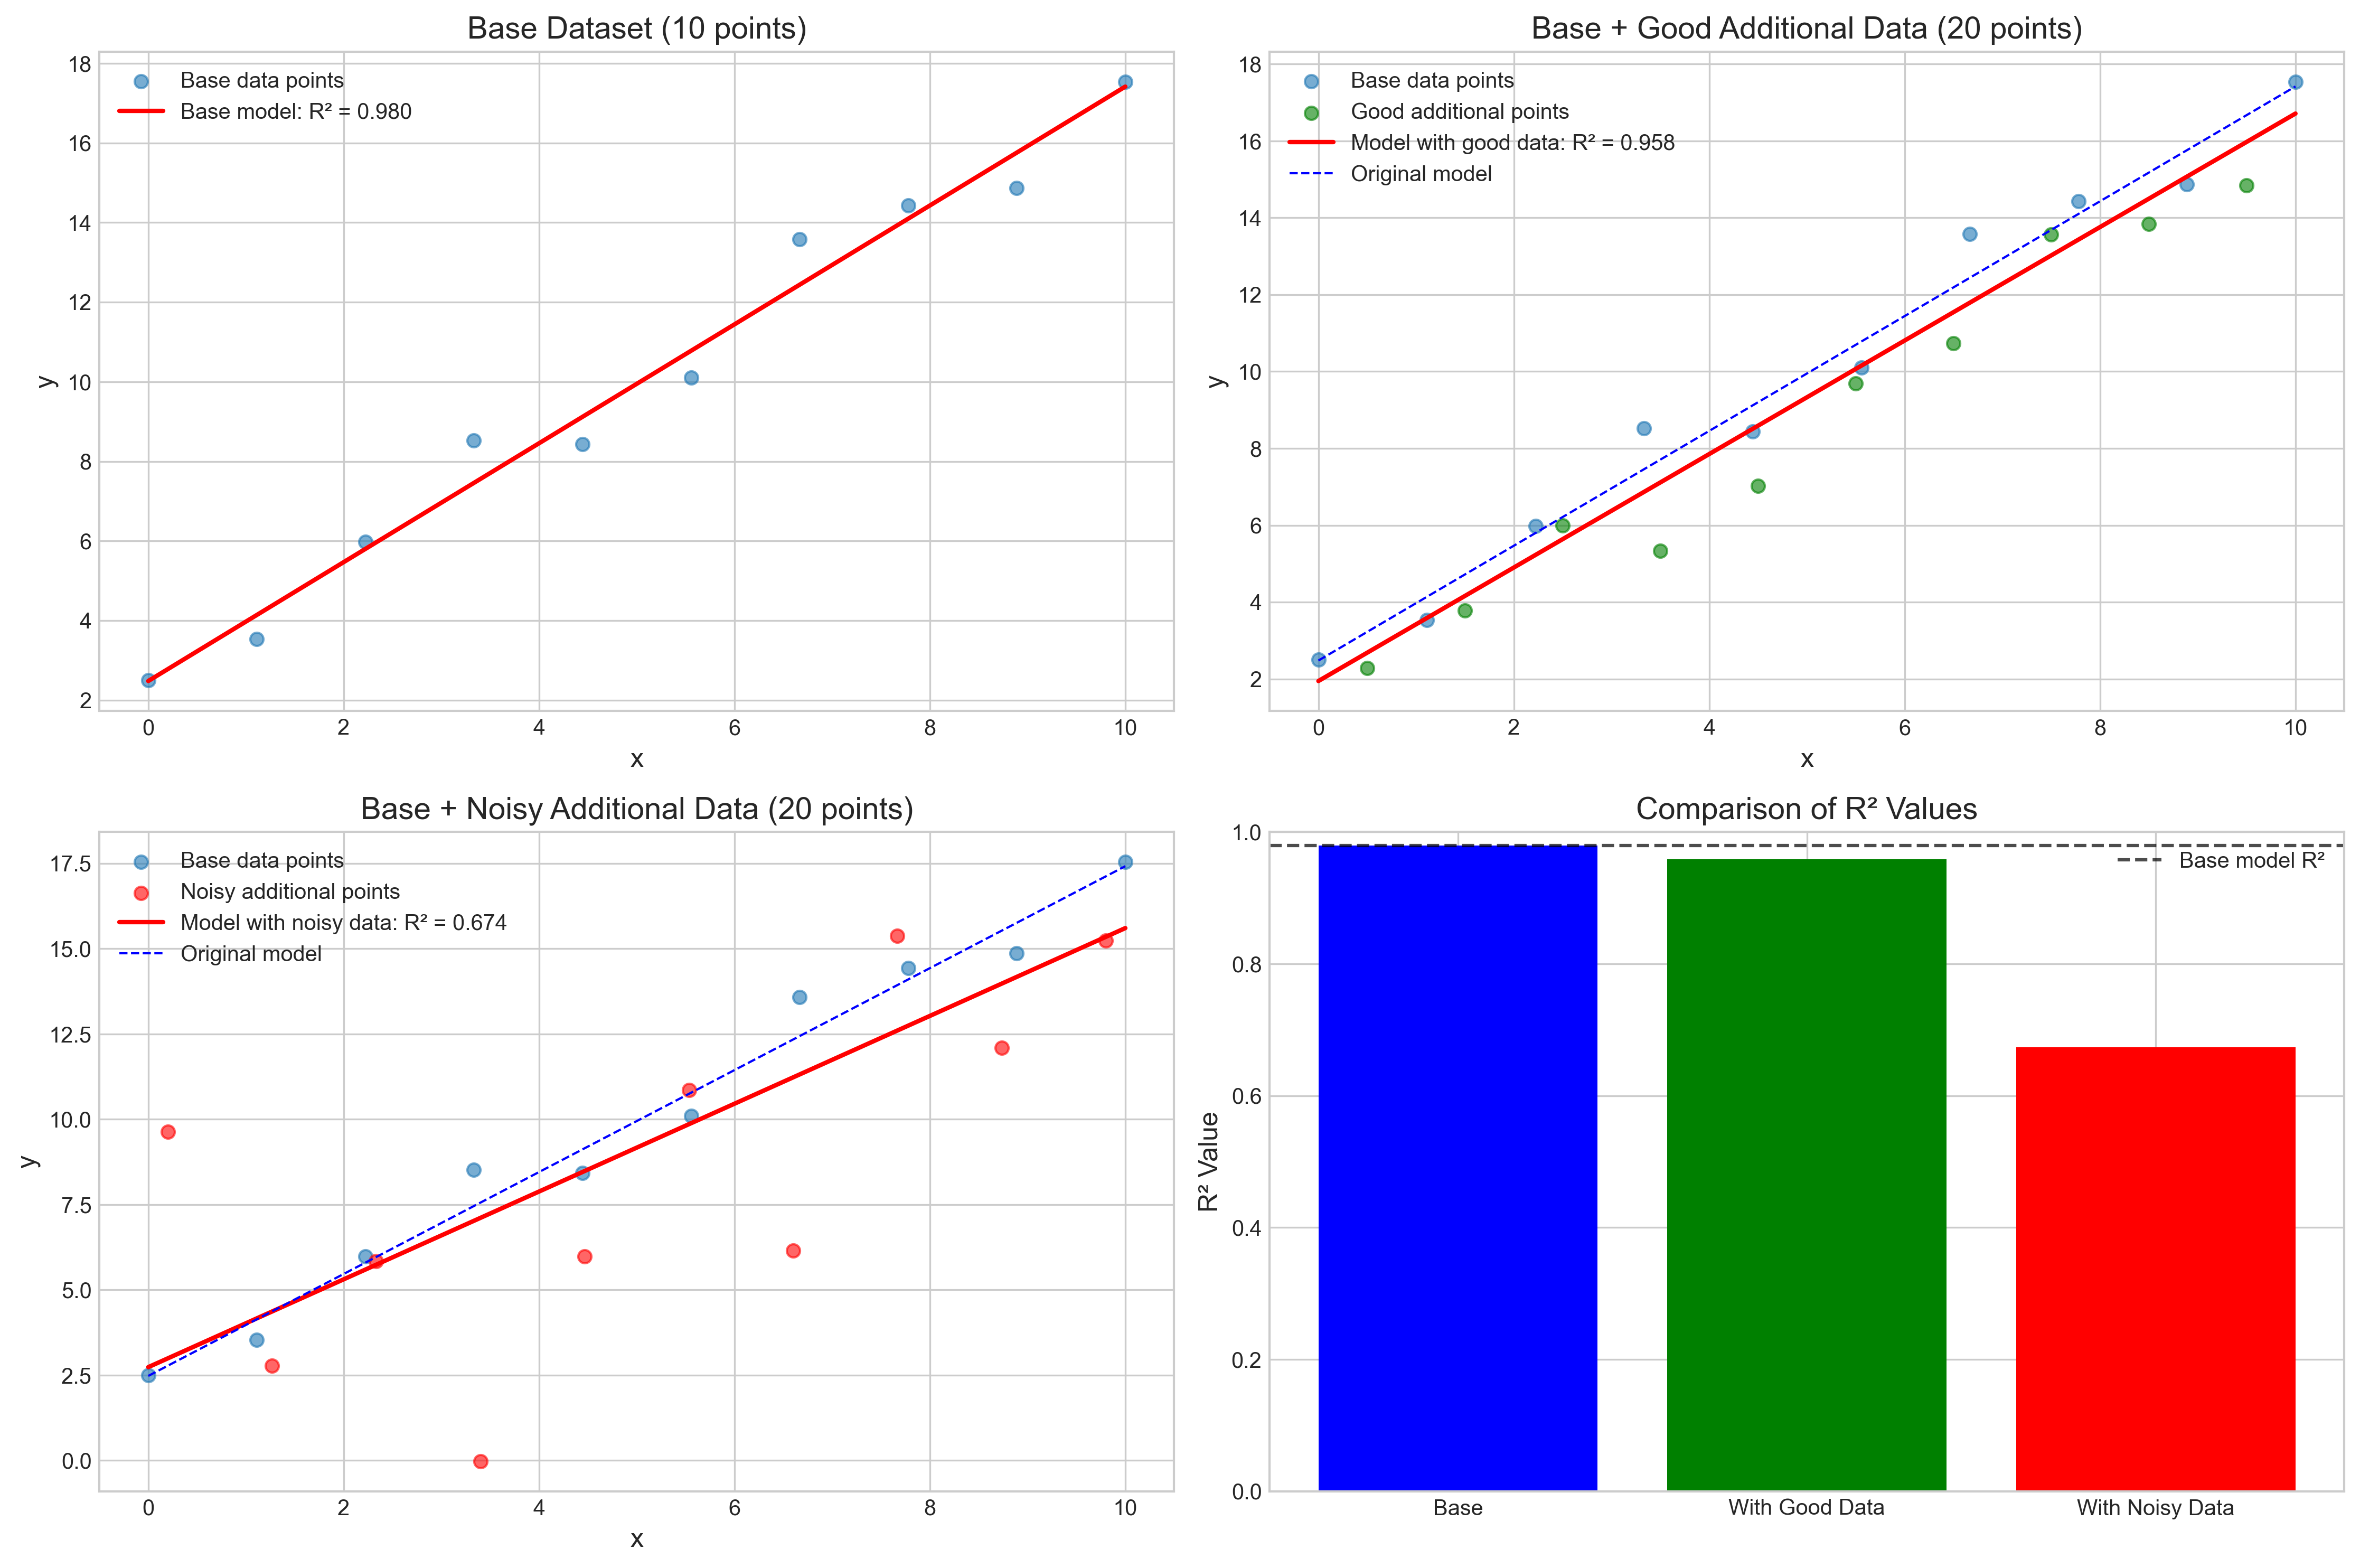 Base Dataset (10 points)
18
16
14
12
10
8
6
4
2
y
Base data points
Base model: R² = 0.980
0 2 4 6 8 10
x
Base + Good Additional Data (20 points)
18
16
14
12
10
8
6
4
2
y
Base data points
Good additional points
Model with good data: R² = 0.958
Original model
0 2 4 6 8 10
x
Base + Noisy Additional Data (20 points)
17.5
15.0
12.5
10.0
7.5
5.0
2.5
0.0
y
Base data points
Noisy additional points
Model with noisy data: R² = 0.674
Original model
0 2 4 6 8 10
x
Comparison of R² Values
1.0
0.8
0.6
0.4
0.2
0.0
R² Value
Base model R²
Base With Good Data With Noisy Data